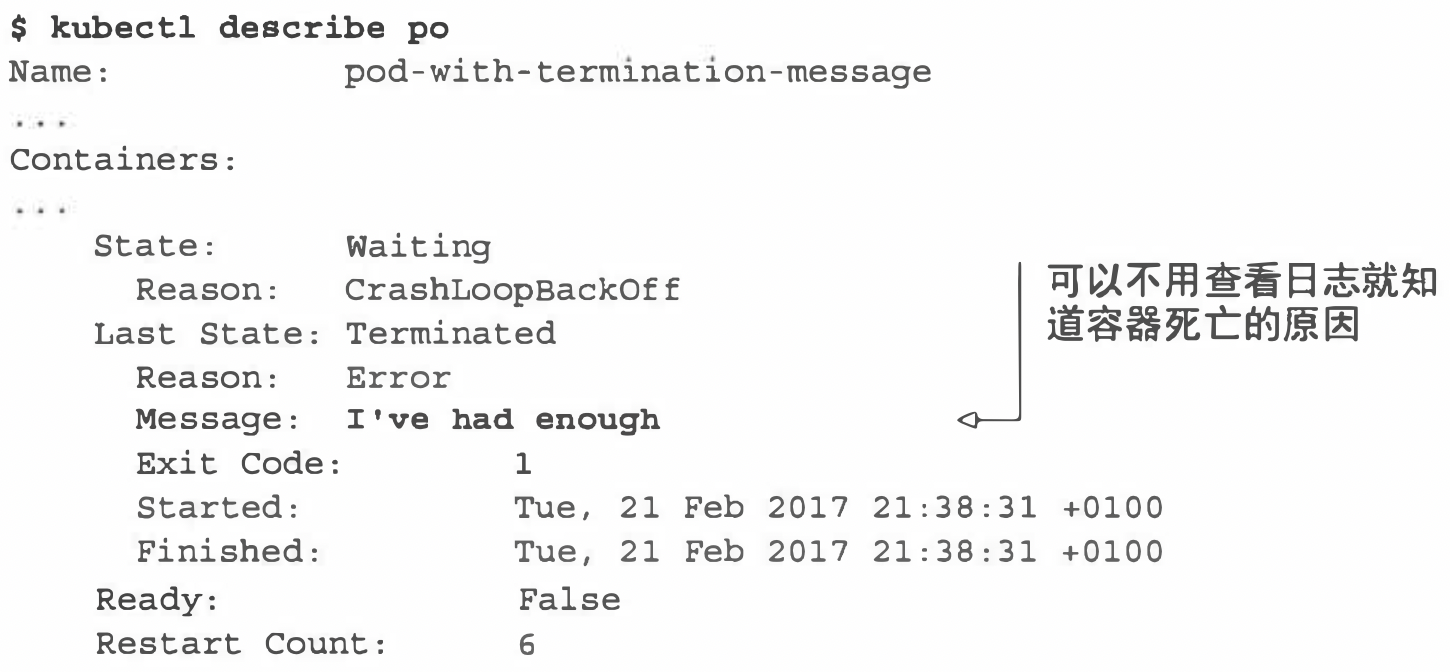 $ kubectl describe po
Name: pod-with-termination-message
...
Containers:
...
State: Waiting
Reason: CrashLoopBackOff
Last State: Terminated
Reason: Error
Message: I've had enough
可以不用查看日志就知
道容器死亡的原因
Exit Code: 1
Started: Tue, 21 Feb 2017 21:38:31 +0100
Finished: Tue, 21 Feb 2017 21:38:31 +0100
Ready: False
Restart Count: 6